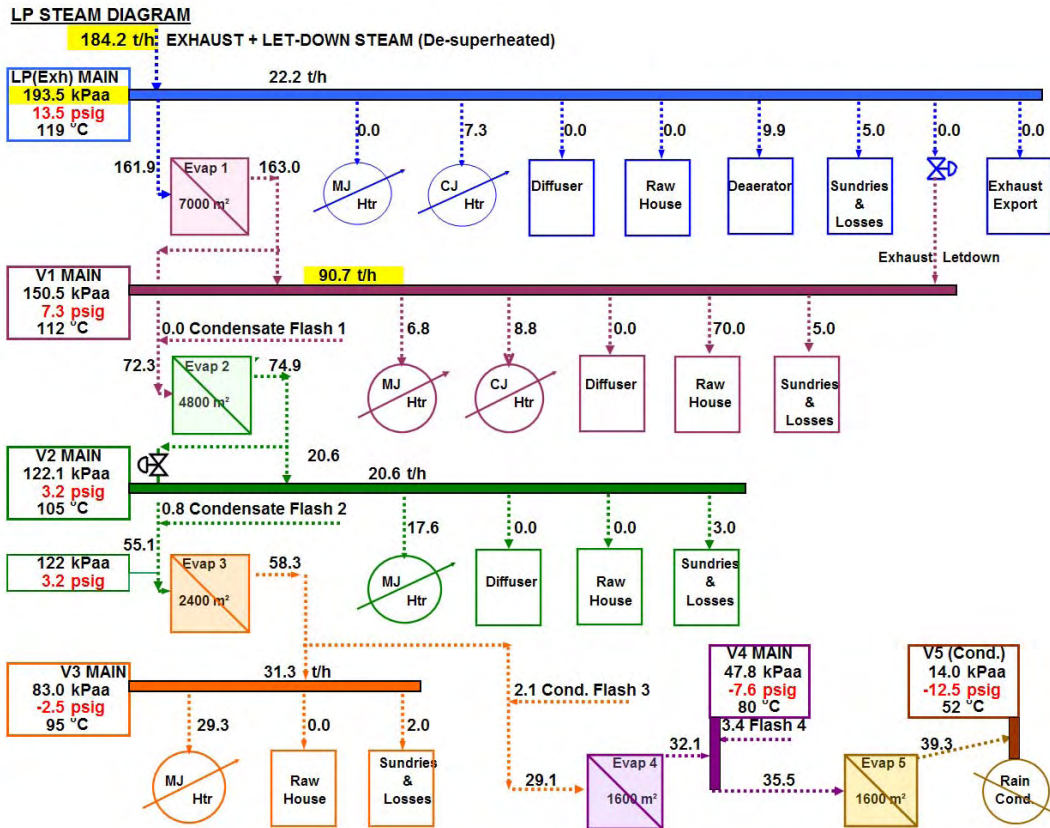 LP STEAM DIAGRAM
184.2 t/h EXHAUST + LET-DOWN STEAM (De-superheated)
LP(Exh) MAIN
193.5 kPaa
13.5 psig
119 °C
22.2 t/h
0.0
7.3
0.0
0.0
9.9
5.0
0.0
0.0
161.9
Evap 1
7000 m²
163.0
MJ
Htr
CJ
Htr
Diffuser
Raw
House
Deaerator
Sundries
&
Losses
Exhaust
Export
Exhaust Letdown
V1 MAIN
150.5 kPaa
7.3 psig
112 °C
90.7 t/h
0.0 Condensate Flash 1
6.8
8.8
0.0
70.0
5.0
72.3
Evap 2
4800 m²
74.9
MJ
Htr
CJ
Htr
Diffuser
Raw
House
Sundries
&
Losses
V2 MAIN
122.1 kPaa
3.2 psig
105 °C
20.6
20.6 t/h
0.8 Condensate Flash 2
17.6
0.0
0.0
3.0
55.1
122 kPaa
3.2 psig
Evap 3
2400 m²
58.3
MJ
Htr
Diffuser
Raw
House
Sundries
&
Losses
V3 MAIN
83.0 kPaa
-2.5 psig
95 °C
31.3 t/h
29.3
0.0
2.0
MJ
Htr
Raw
House
Sundries
&
Losses
2.1 Cond. Flash 3
29.1
Evap 4
1600 m²
32.1
V4 MAIN
47.8 kPaa
-7.6 psig
80 °C
3.4 Flash 4
35.5
Evap 5
1600 m²
39.3
V5 (Cond.)
14.0 kPaa
-12.5 psig
52 °C
Rain
Cond.